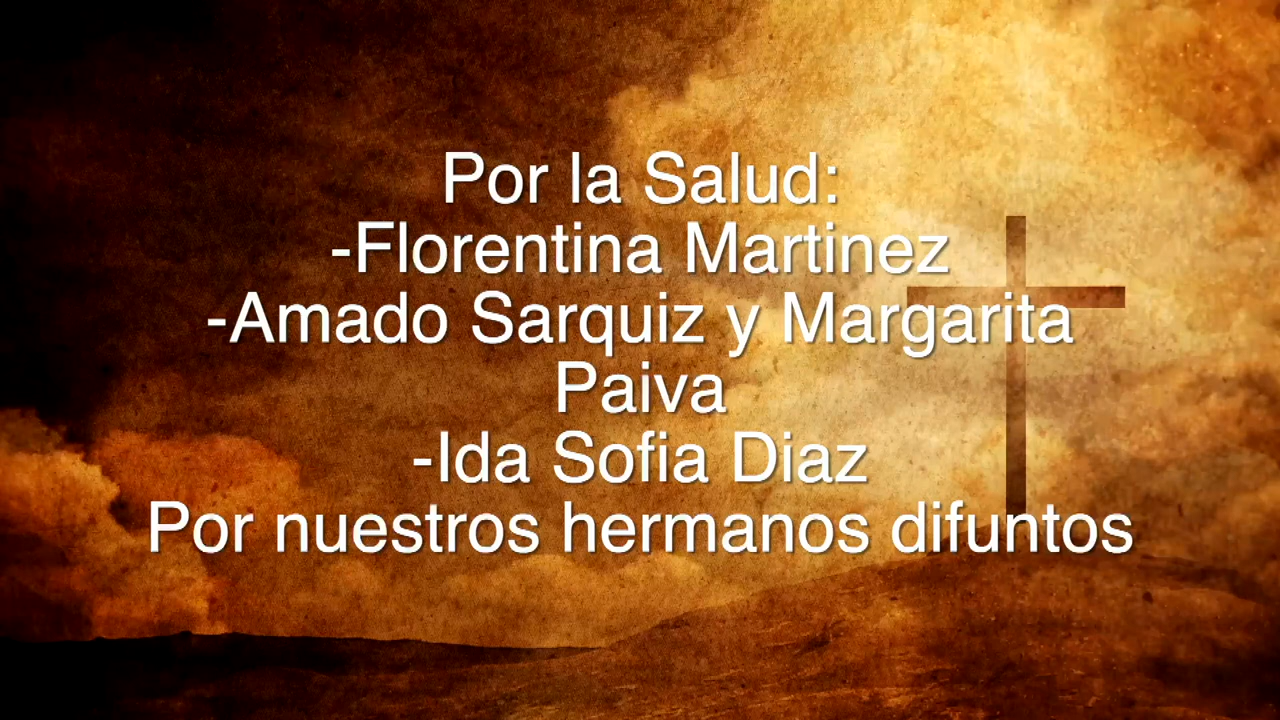 Por la Salud:
-Florentina Martinez
-Amado Sarquiz y Margarita
Paiva
-Ida Sofia Diaz
Por nuestros hermanos difuntos